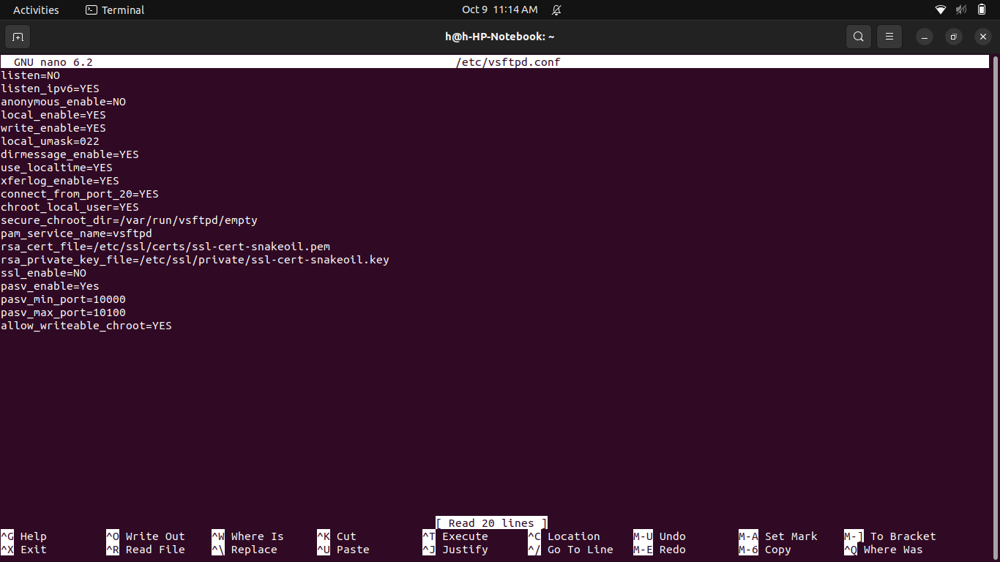 Activities Terminal Oct 9 11:14 AM
h@h-HP-Notebook: ~
GNU nano 6.2 /etc/vsftpd.conf
listen=NO
listen_ipv6=YES
anonymous_enable=NO
local_enable=YES
write_enable=YES
local_umask=022
dirmessage_enable=YES
use_localtime=YES
xferlog_enable=YES
connect_from_port_20=YES
chroot_local_user=YES
secure_chroot_dir=/var/run/vsftpd/empty
pam_service_name=vsftpd
rsa_cert_file=/etc/ssl/certs/ssl-cert-snakeoil.pem
rsa_private_key_file=/etc/ssl/private/ssl-cert-snakeoil.key
ssl_enable=NO
pasv_enable=Yes
pasv_min_port=10000
pasv_max_port=10100
allow_writeable_chroot=YES
[ Read 20 lines ]
^G Help ^O Write Out ^W Where Is ^K Cut ^T Execute ^C Location M-U Undo M-A Set Mark M-] To Bracket
^X Exit ^R Read File ^\ Replace ^U Paste ^J Justify ^/ Go To Line M-E Redo M-6 Copy ^Q Where Was